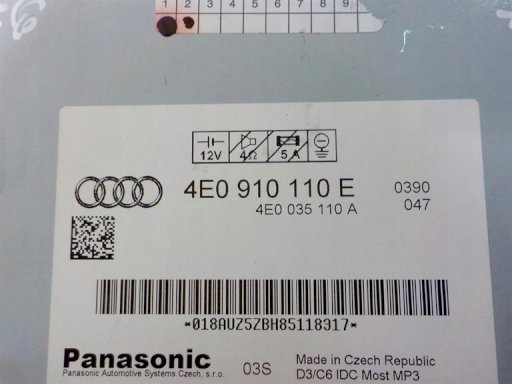 1 2 3 4 5 6 7 8 9
12V 4Ω 5 A
4E0 910 110 E 0390
4E0 035 110 A 047
*018AUZ5ZBH85118317*
Panasonic
Panasonic Automotive Systems Czech, s.r.o.
03S
Made in Czech Republic
D3/C6 IDC Most MP3